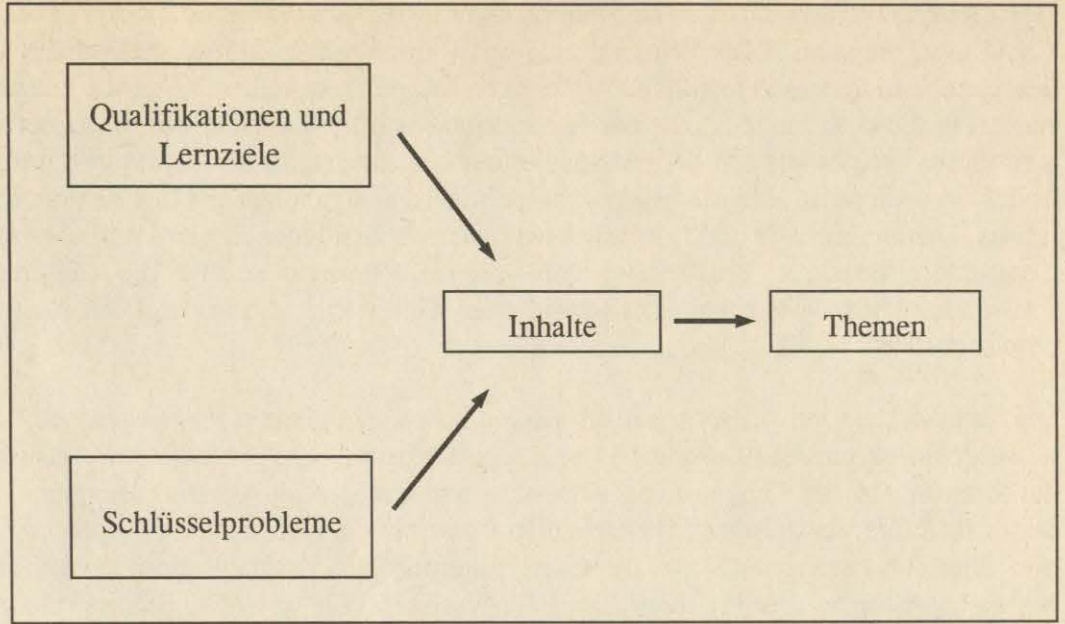 Qualifikationen und
Lernziele
Inhalte
Themen
Schlüsselprobleme